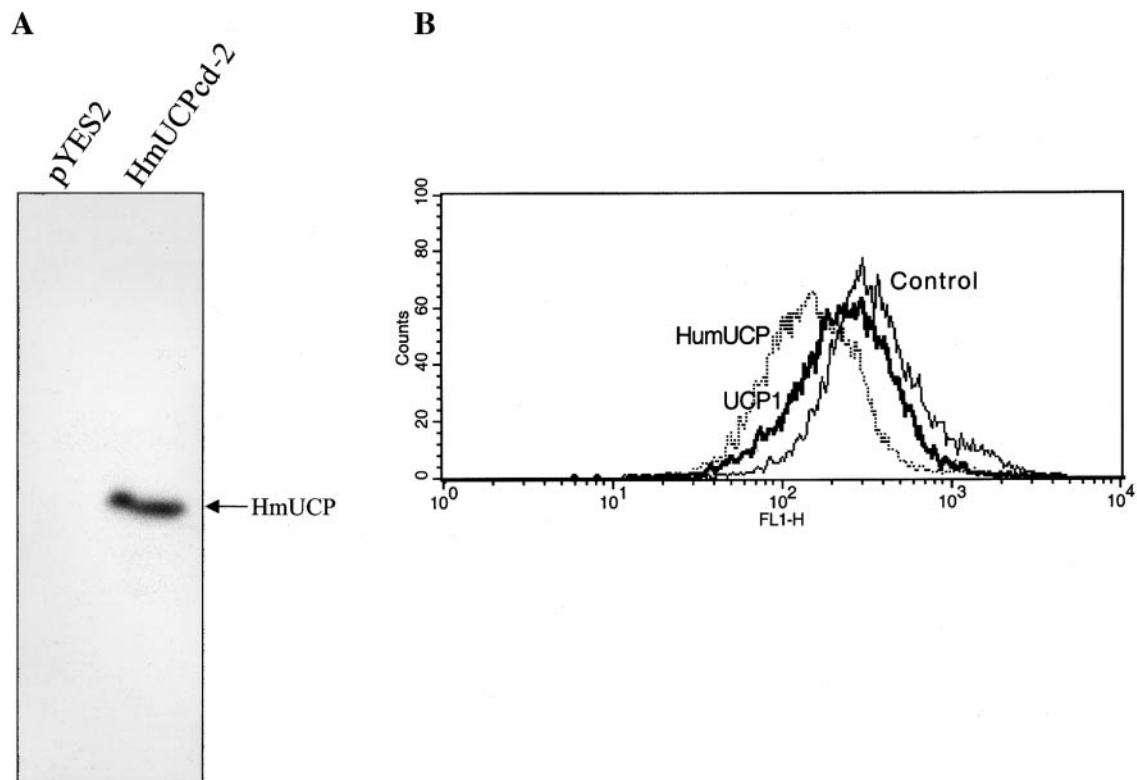 A
pYES2
HmUCPcd-2
HmUCP
B
100
80
60
40
20
0
Counts
Control
HumUCP
UCP1
10^0
10^1
10^2
10^3
10^4
FL1-H